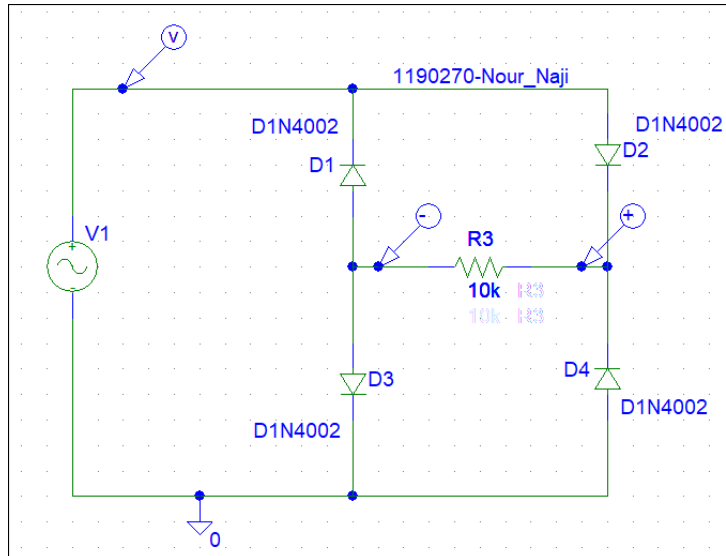 V
1190270-Nour_Naji
D1N4002
D1N4002
D1
D2
V1
+
-
-
+
R3
10k R3
10k R3
D3
D4
D1N4002
D1N4002
0